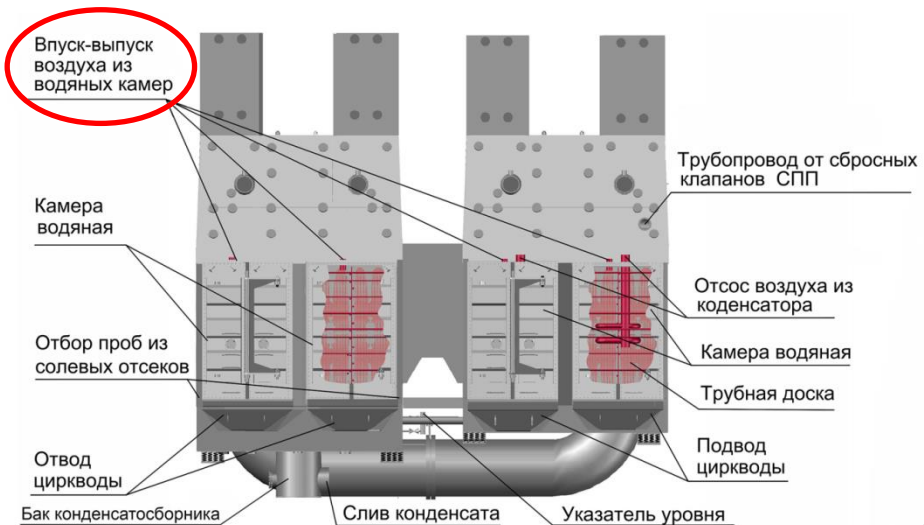 Впуск-выпуск
воздуха из
водяных камер
Трубопровод от сбросных
клапанов СПП
Камера
водяная
Отсос воздуха из
коденсатора
Отбор проб из
солевых отсеков
Камера водяная
Трубная доска
Отвод
циркводы
Подвод
циркводы
Бак конденсатосборника
Слив конденсата
Указатель уровня